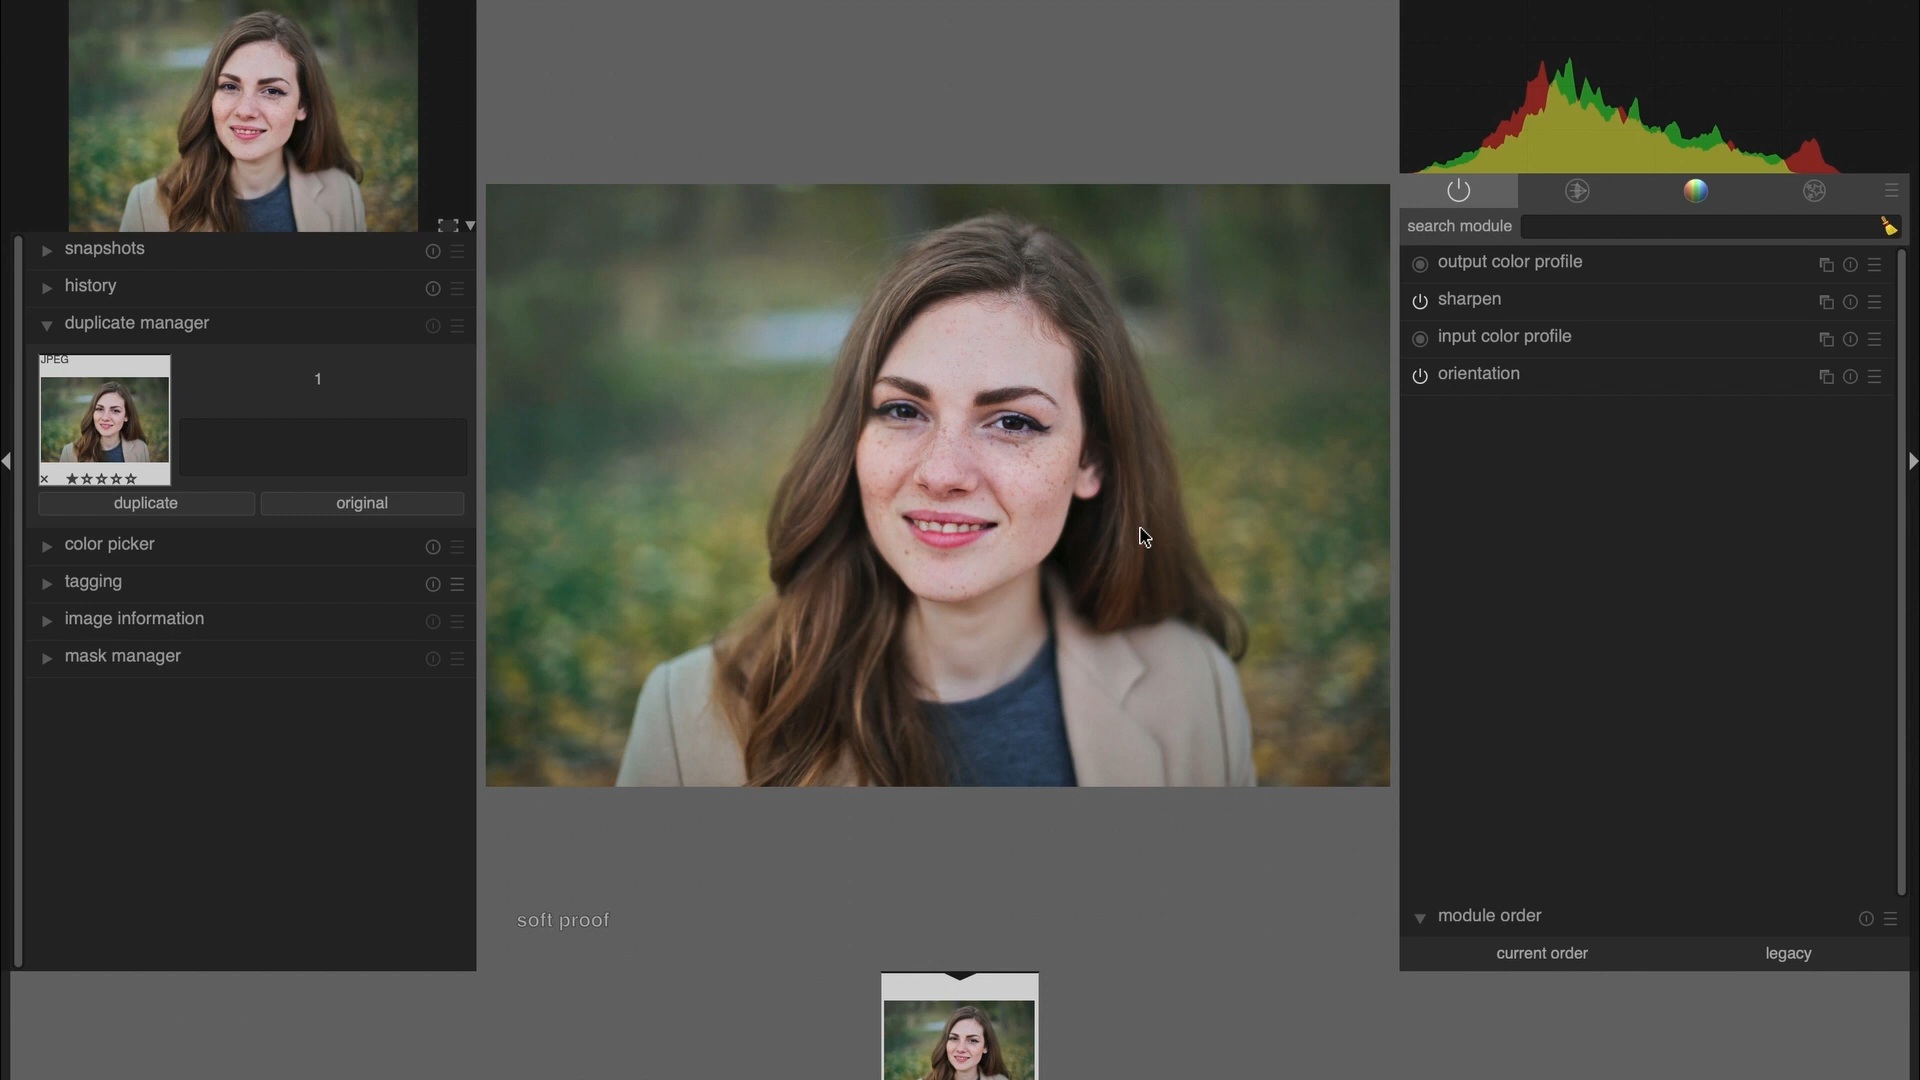 snapshots
history
duplicate manager
JPEG
1
duplicate
original
color picker
tagging
image information
mask manager
soft proof
search module
output color profile
sharpen
input color profile
orientation
module order
current order
legacy